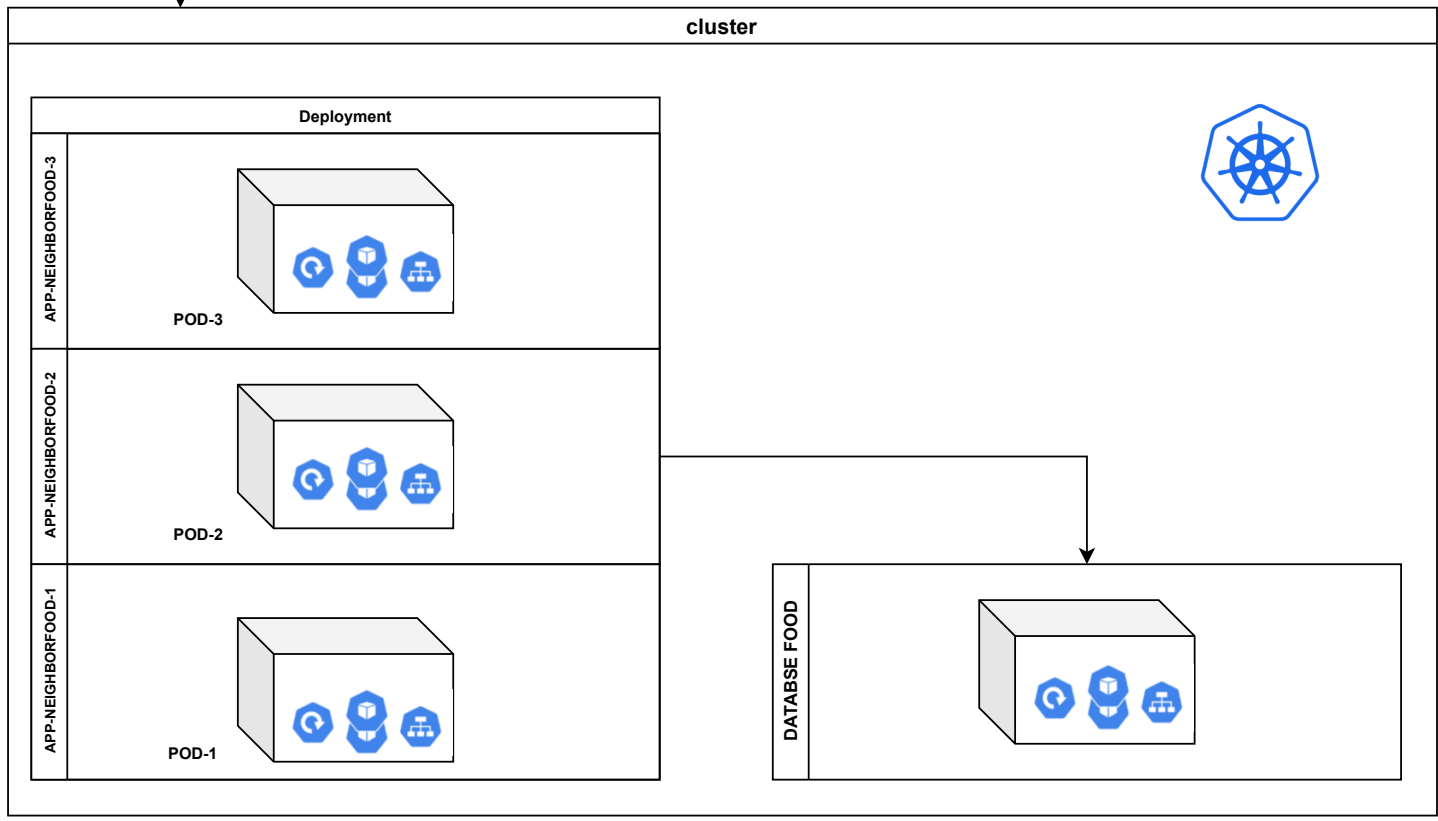 cluster
Deployment
APP-NEIGHBORFOOD-3
POD-3
APP-NEIGHBORFOOD-2
POD-2
APP-NEIGHBORFOOD-1
POD-1
DATABSE FOOD